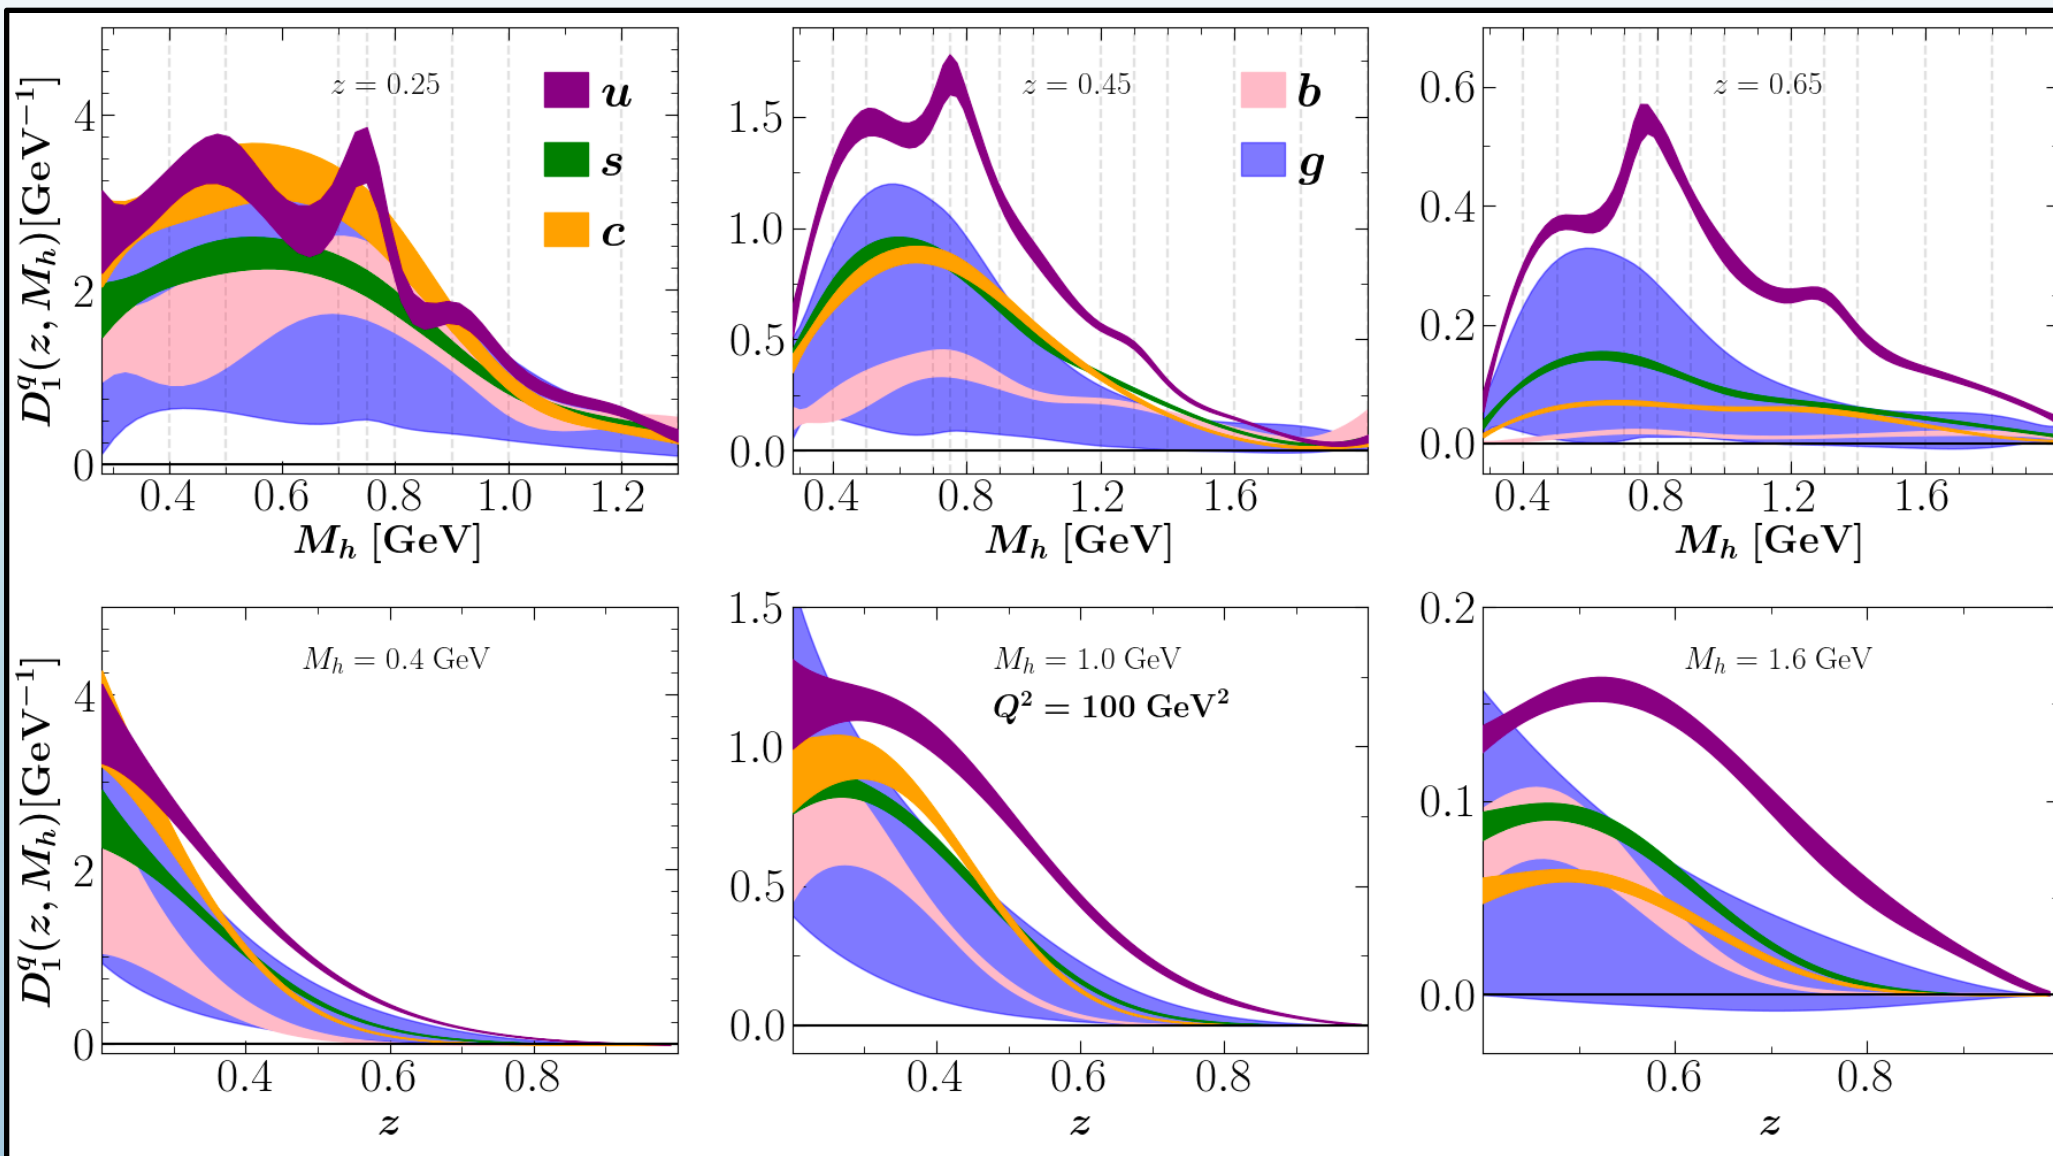 D₁^q(z, M_h)[GeV⁻¹]
z = 0.25
u
s
c
4
2
0
0.4 0.6 0.8 1.0 1.2
M_h [GeV]
z = 0.45
b
g
1.5
1.0
0.5
0.0
0.4 0.8 1.2 1.6
M_h [GeV]
z = 0.65
0.6
0.4
0.2
0.0
0.4 0.8 1.2 1.6
M_h [GeV]
D₁^q(z, M_h)[GeV⁻¹]
M_h = 0.4 GeV
4
2
0
0.4 0.6 0.8
z
M_h = 1.0 GeV
Q² = 100 GeV²
1.5
1.0
0.5
0.0
0.4 0.6 0.8
z
M_h = 1.6 GeV
0.2
0.1
0.0
0.6 0.8
z